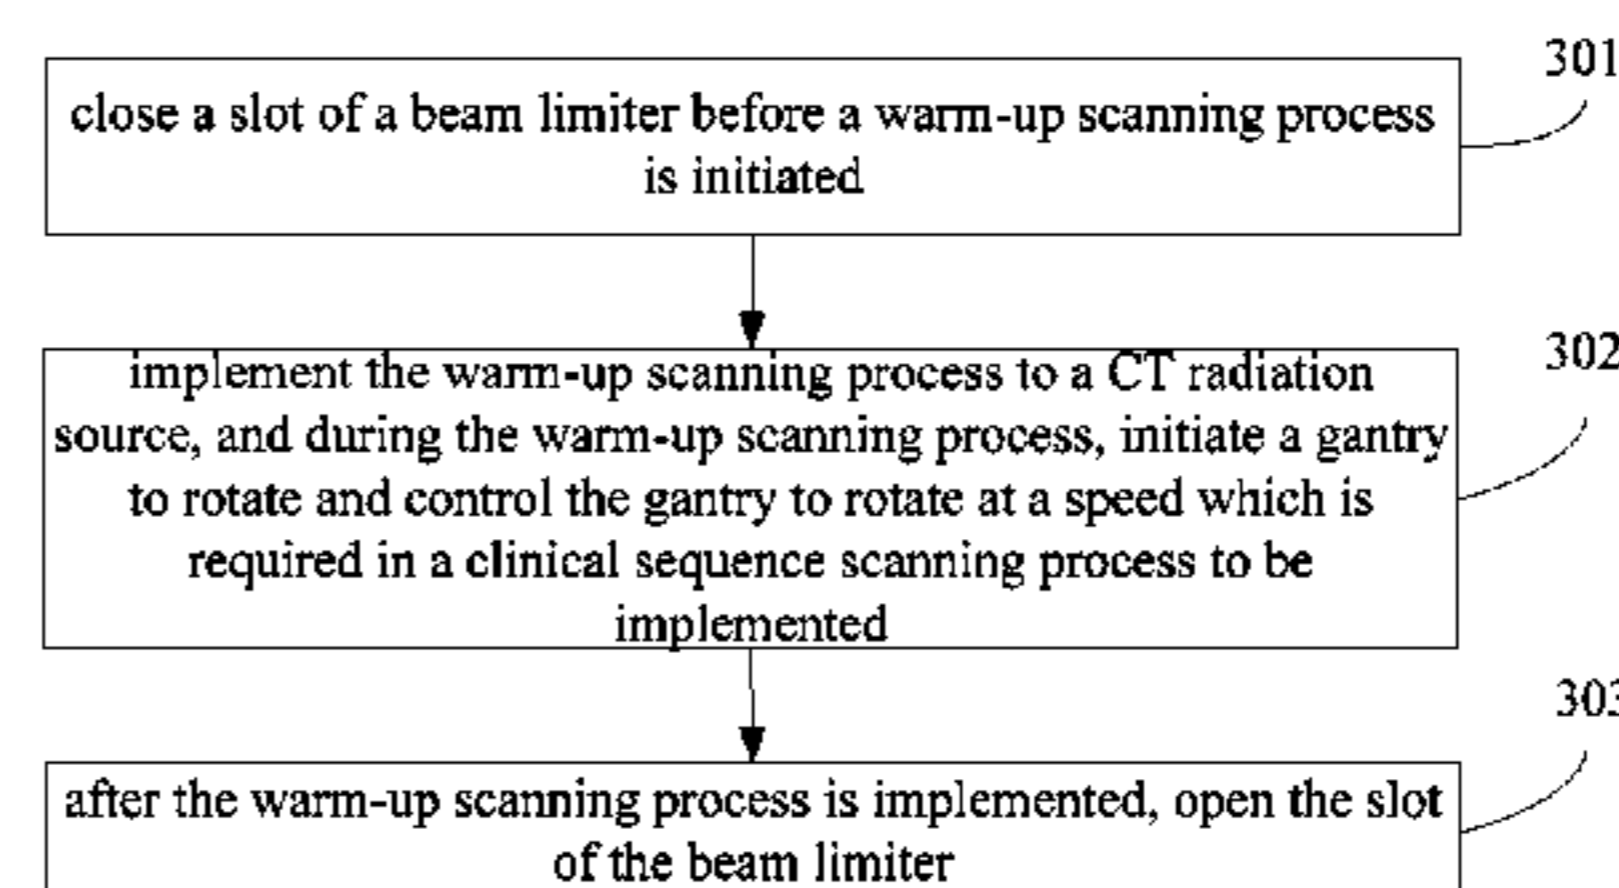 301
close a slot of a beam limiter before a warm-up scanning process
is initiated
302
implement the warm-up scanning process to a CT radiation
source, and during the warm-up scanning process, initiate a gantry
to rotate and control the gantry to rotate at a speed which is
required in a clinical sequence scanning process to be
implemented
303
after the warm-up scanning process is implemented, open the slot
of the beam limiter